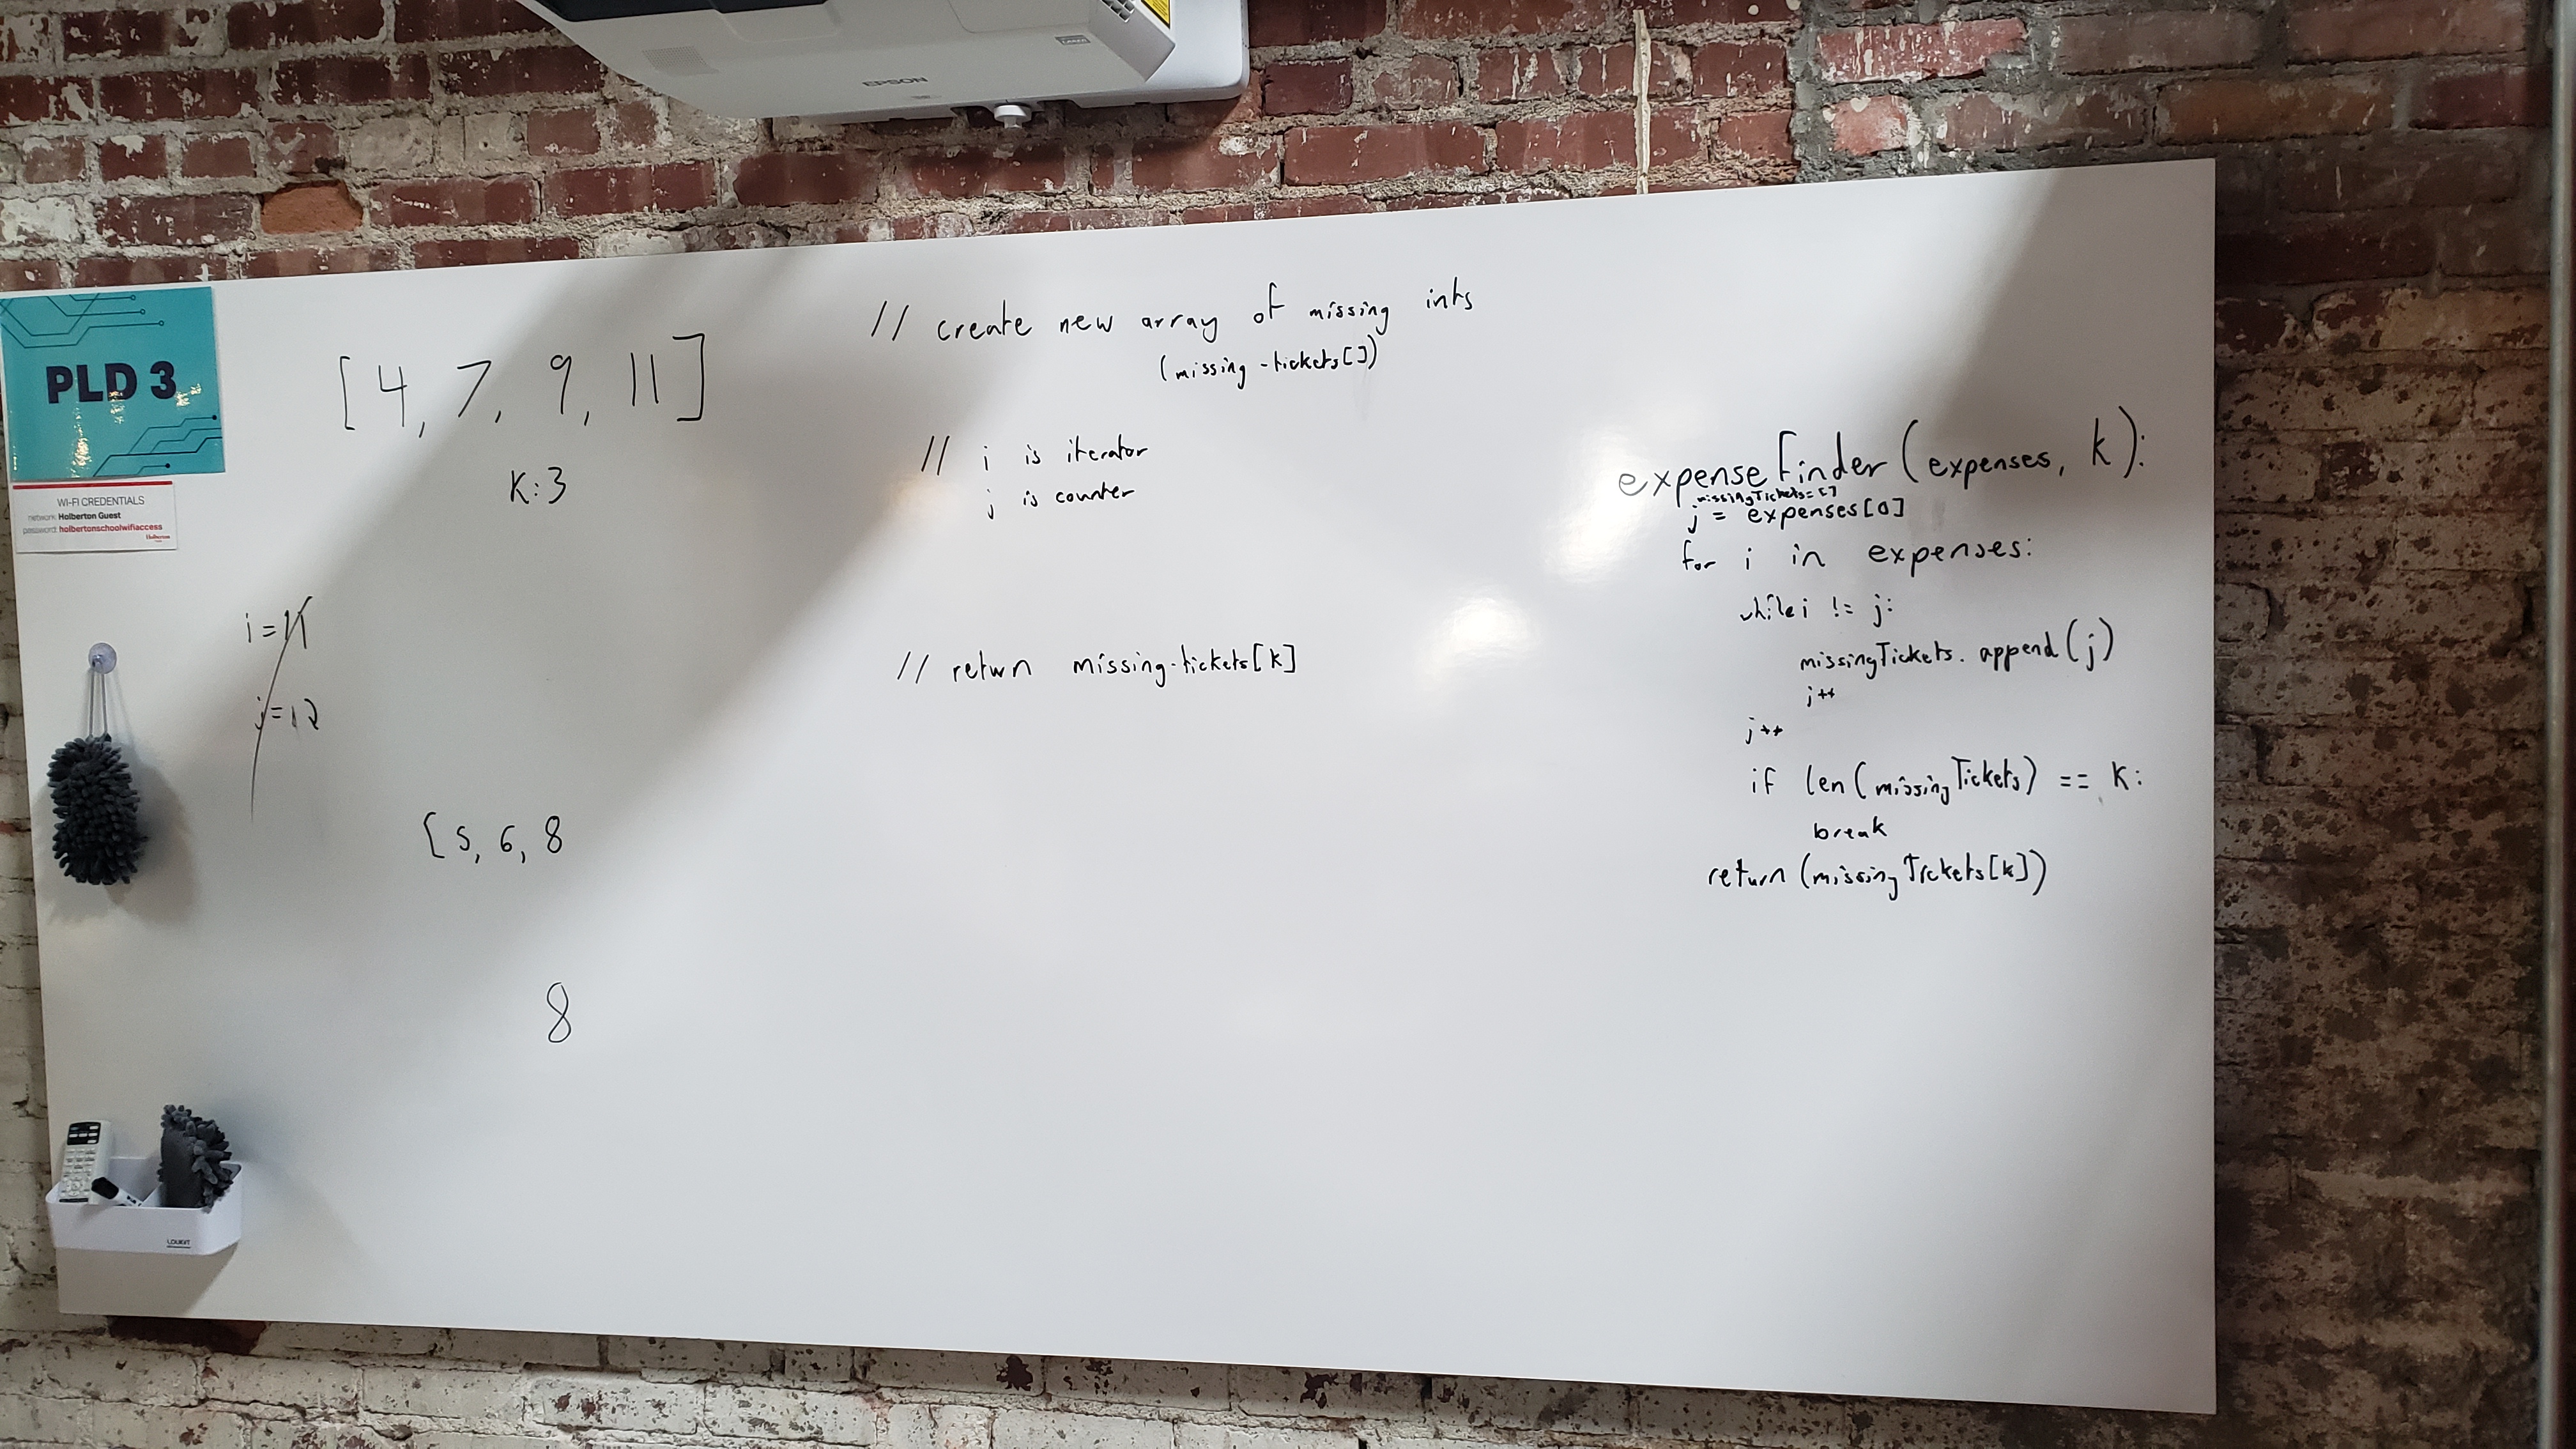 EPSON
PLD 3
WI-FI CREDENTIALS
network: Holberton Guest
password: holbertonschoolwifiaccess
Holberton
[4, 7, 9, 11]
K:3
i=11
j=12
[5, 6, 8
8
LOUKIT
// create new array of missing ints
(missing-tickets[])
// i is iterator
j is counter
// return missing-tickets[k]
expenseFinder(expenses, k):
missingTickets=[]
j = expenses[0]
for i in expenses:
while i != j:
missingTickets.append(j)
j++
j++
if len(missingTickets) == K:
break
return(missingTickets[k])